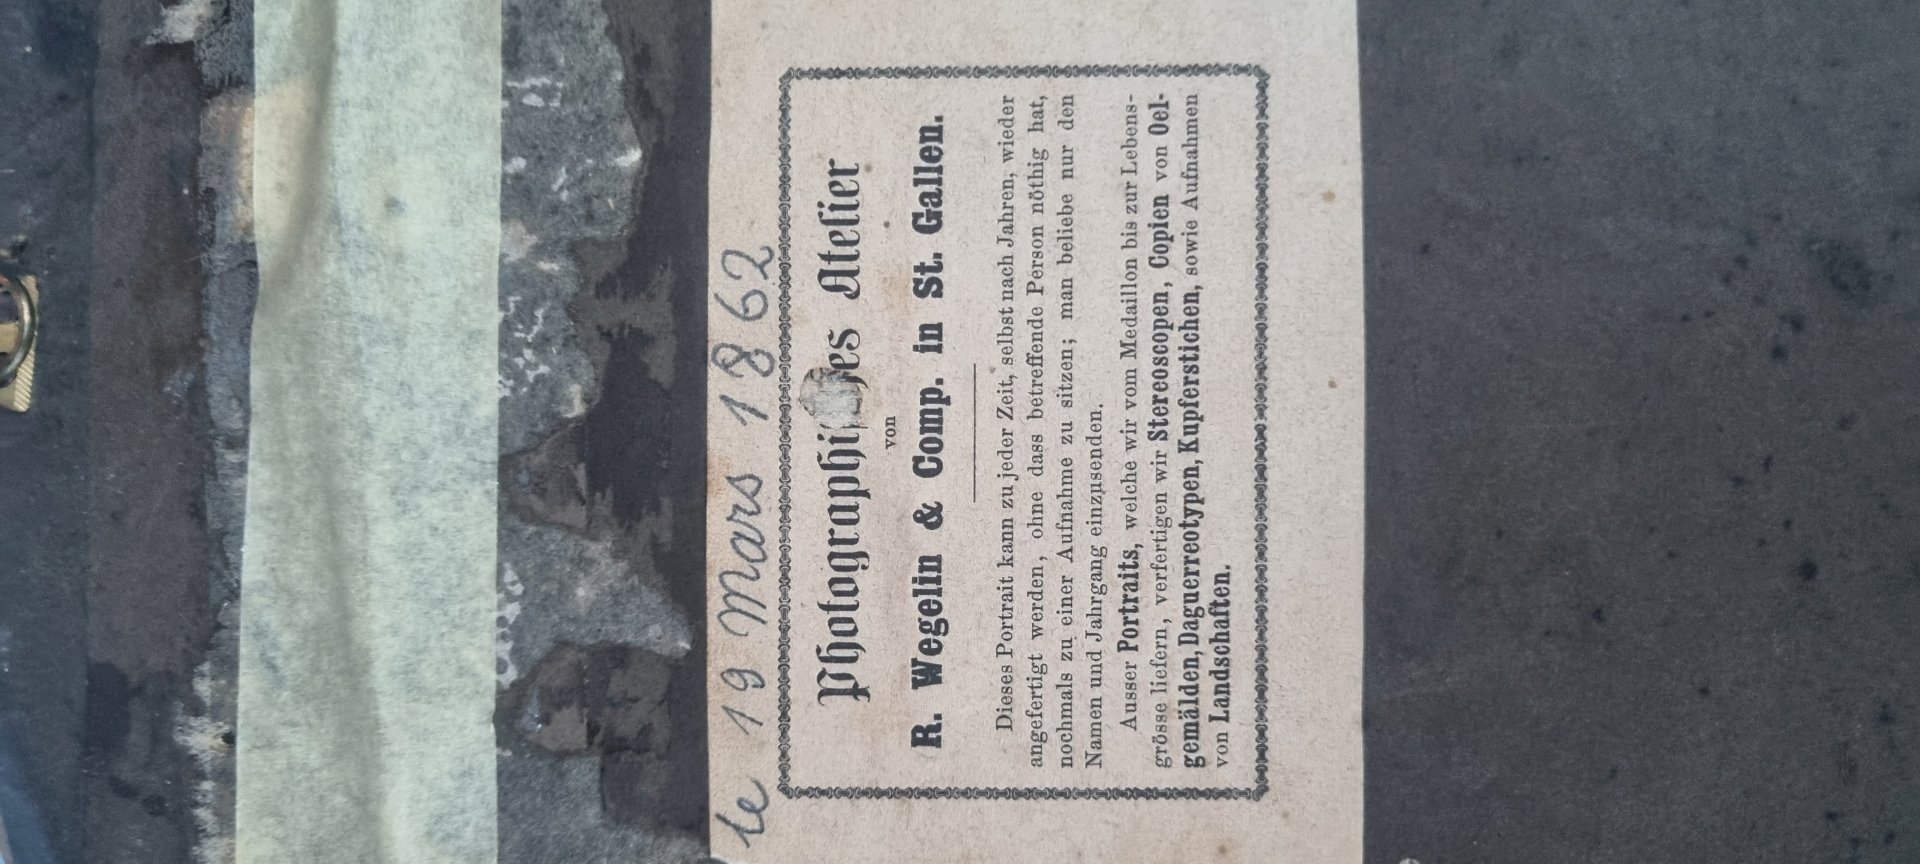 le 19 Mars 1862
Photographisches Atelier
von
R. Wegelin & Comp. in St. Gallen.
Dieses Portrait kann zu jeder Zeit, selbst nach Jahren, wieder
angefertigt werden, ohne dass betreffende Person nöthig hat,
nochmals zu einer Aufnahme zu sitzen; man beliebe nur den
Namen und Jahrgang einzusenden.
Ausser Portraits, welche wir vom Medaillon bis zur Lebens-
grösse liefern, verfertigen wir Stereoscopen, Copien von Oel-
gemälden, Daguerreotypen, Kupferstichen, sowie Aufnahmen
von Landschaften.